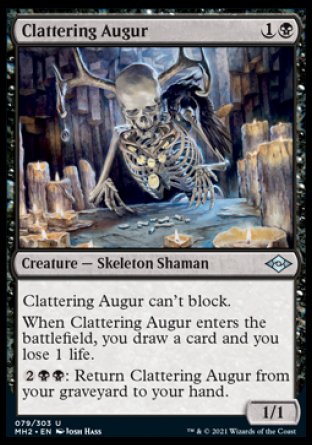 Clattering Augur 1
Creature — Skeleton Shaman
Clattering Augur can't block.
When Clattering Augur enters the
battlefield, you draw a card and you
lose 1 life.
2: Return Clattering Augur from
your graveyard to your hand.
1/1
079/303 U
MH2 • EN Josh Hass
™ & © 2021 Wizards of the Coast